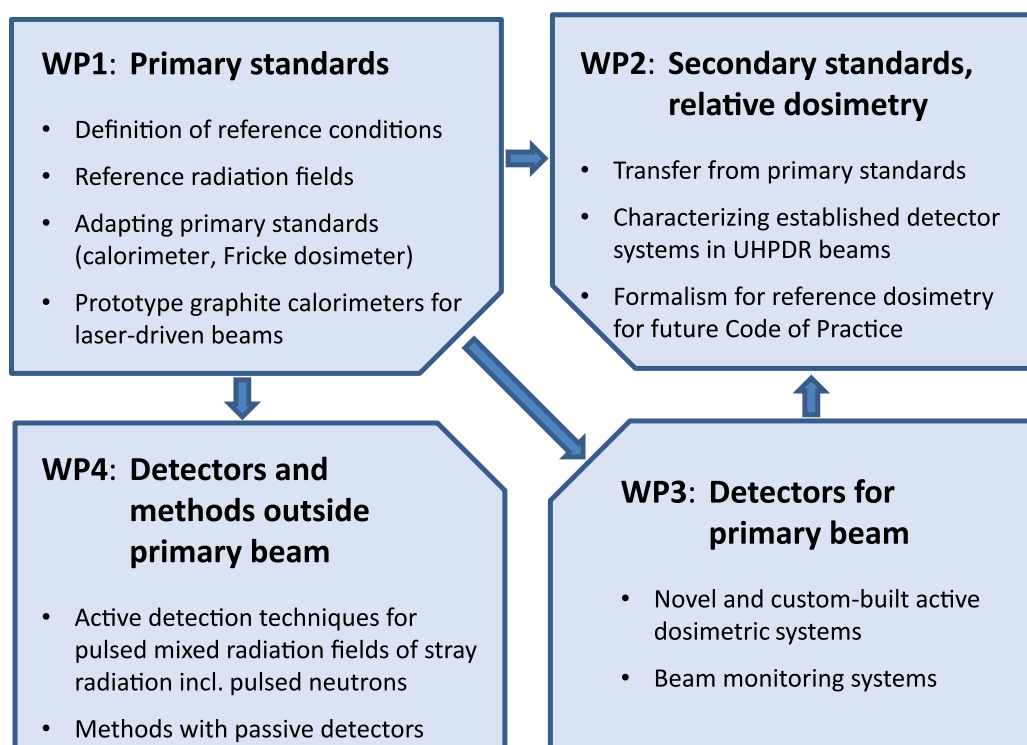 WP1: Primary standards
• Definition of reference conditions
• Reference radiation fields
• Adapting primary standards
(calorimeter, Fricke dosimeter)
• Prototype graphite calorimeters for
laser-driven beams
WP2: Secondary standards,
relative dosimetry
• Transfer from primary standards
• Characterizing established detector
systems in UHPDR beams
• Formalism for reference dosimetry
for future Code of Practice
WP4: Detectors and
methods outside
primary beam
• Active detection techniques for
pulsed mixed radiation fields of stray
radiation incl. pulsed neutrons
• Methods with passive detectors
WP3: Detectors for
primary beam
• Novel and custom-built active
dosimetric systems
• Beam monitoring systems